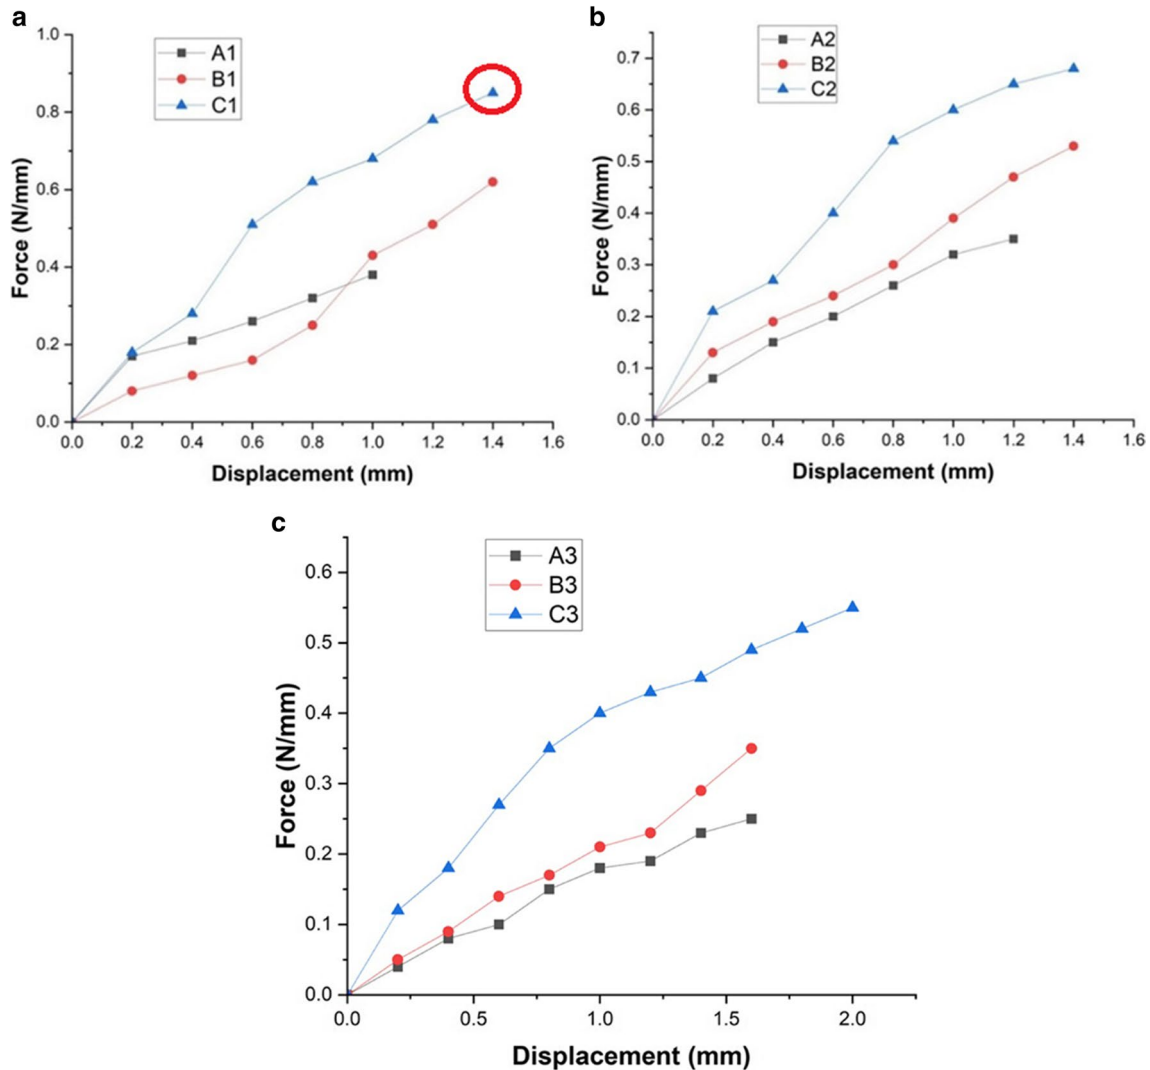 a
A1
B1
C1
1.0
0.8
0.6
0.4
0.2
0.0
Force (N/mm)
0.0 0.2 0.4 0.6 0.8 1.0 1.2 1.4 1.6
Displacement (mm)
b
A2
B2
C2
0.7
0.6
0.5
0.4
0.3
0.2
0.1
0.0
Force (N/mm)
0.0 0.2 0.4 0.6 0.8 1.0 1.2 1.4 1.6
Displacement (mm)
c
A3
B3
C3
0.6
0.5
0.4
0.3
0.2
0.1
0.0
Force (N/mm)
0.0 0.5 1.0 1.5 2.0
Displacement (mm)